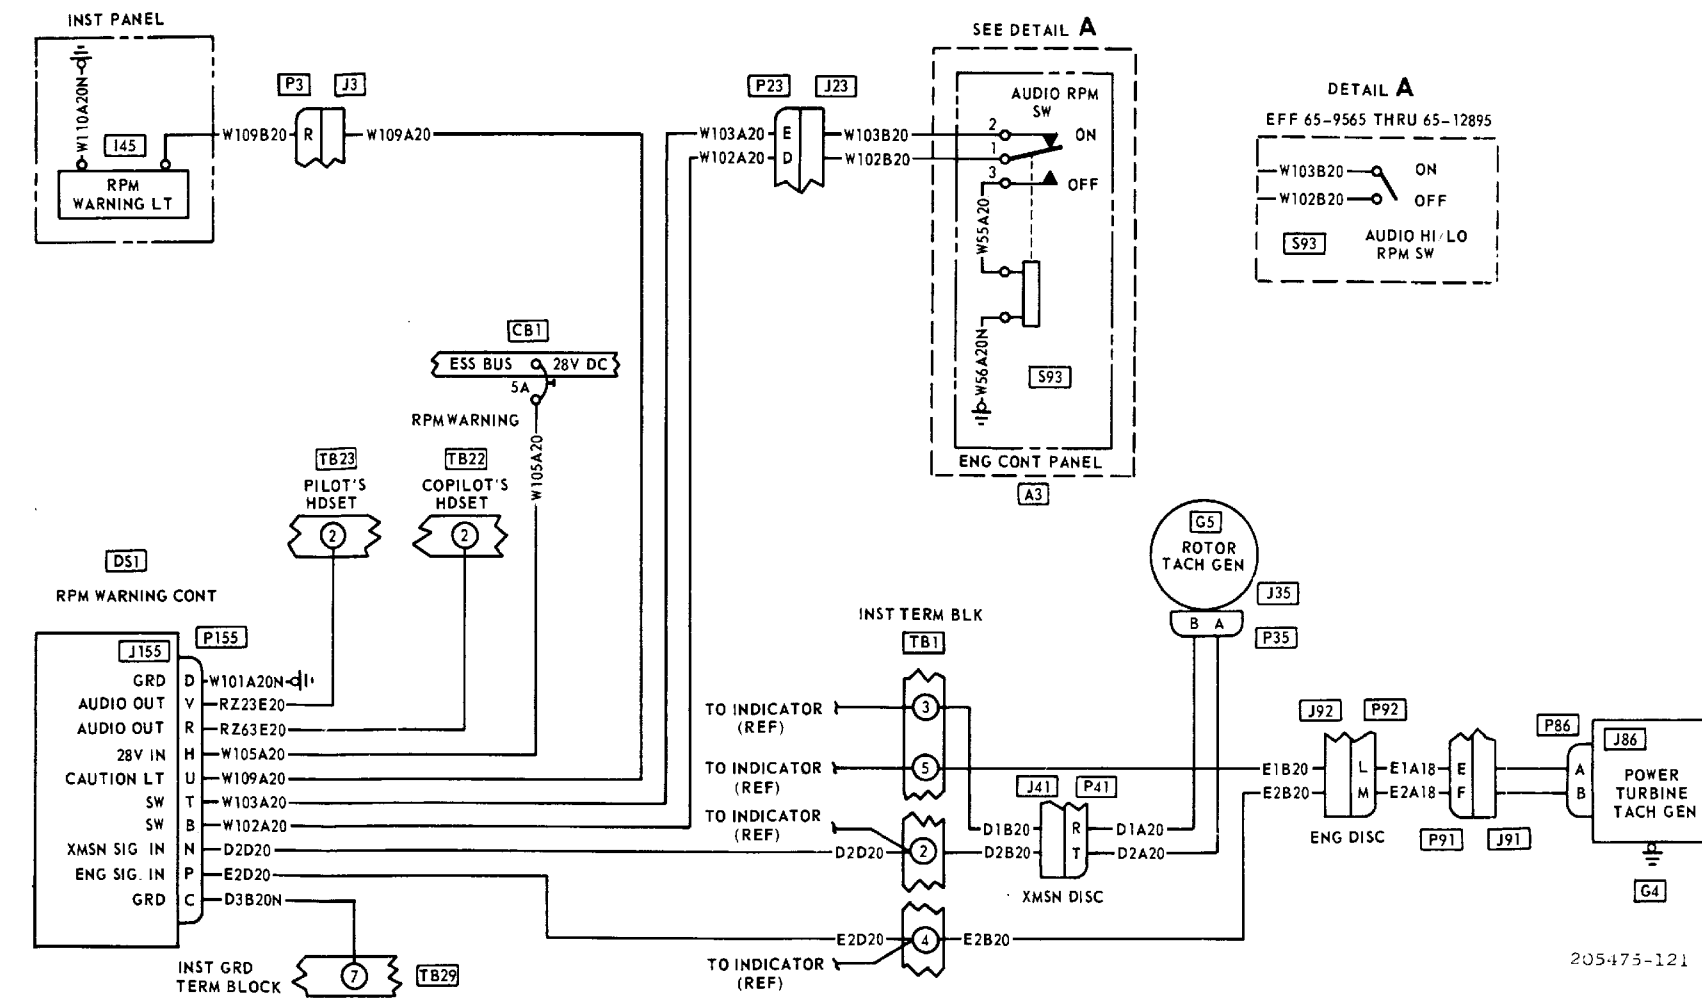 INST PANEL
W110A20N
I45
RPM
WARNING LT
W109B20
P3
J3
R
W109A20
P23
J23
W103A20
E
W103B20
W102A20
D
W102B20
SEE DETAIL A
AUDIO RPM
SW
2
ON
1
3
OFF
W55A20
W56A20N
S93
ENG CONT PANEL
A3
DETAIL A
EFF 65-9565 THRU 65-12895
W103B20
ON
W102B20
OFF
S93
AUDIO HI/LO
RPM SW
CB1
ESS BUS
28V DC
5A
RPM WARNING
W105A20
TB23
PILOT'S
HDSET
2
TB22
COPILOT'S
HDSET
2
DS1
RPM WARNING CONT
P155
J155
GRD D W101A20N
AUDIO OUT V RZ23E20
AUDIO OUT R RZ63E20
28V IN H W105A20
CAUTION LT U W109A20
SW T W103A20
SW B W102A20
XMSN SIG IN N D2D20
ENG SIG. IN P E2D20
GRD C D3B20N
INST GRD
TERM BLOCK
7
TB29
INST TERM BLK
TB1
TO INDICATOR
(REF)
3
TO INDICATOR
(REF)
5
TO INDICATOR
(REF)
D2D20
2
E2D20
4
E2B20
TO INDICATOR
(REF)
G5
ROTOR
TACH GEN
J35
B A
P35
J41
P41
D1B20 R D1A20
D2B20 T D2A20
XMSN DISC
J92
P92
E1B20 L E1A18 E
E2B20 M E2A18 F
ENG DISC
P91
J91
P86
J86
A
B
POWER
TURBINE
TACH GEN
G4
205475-121